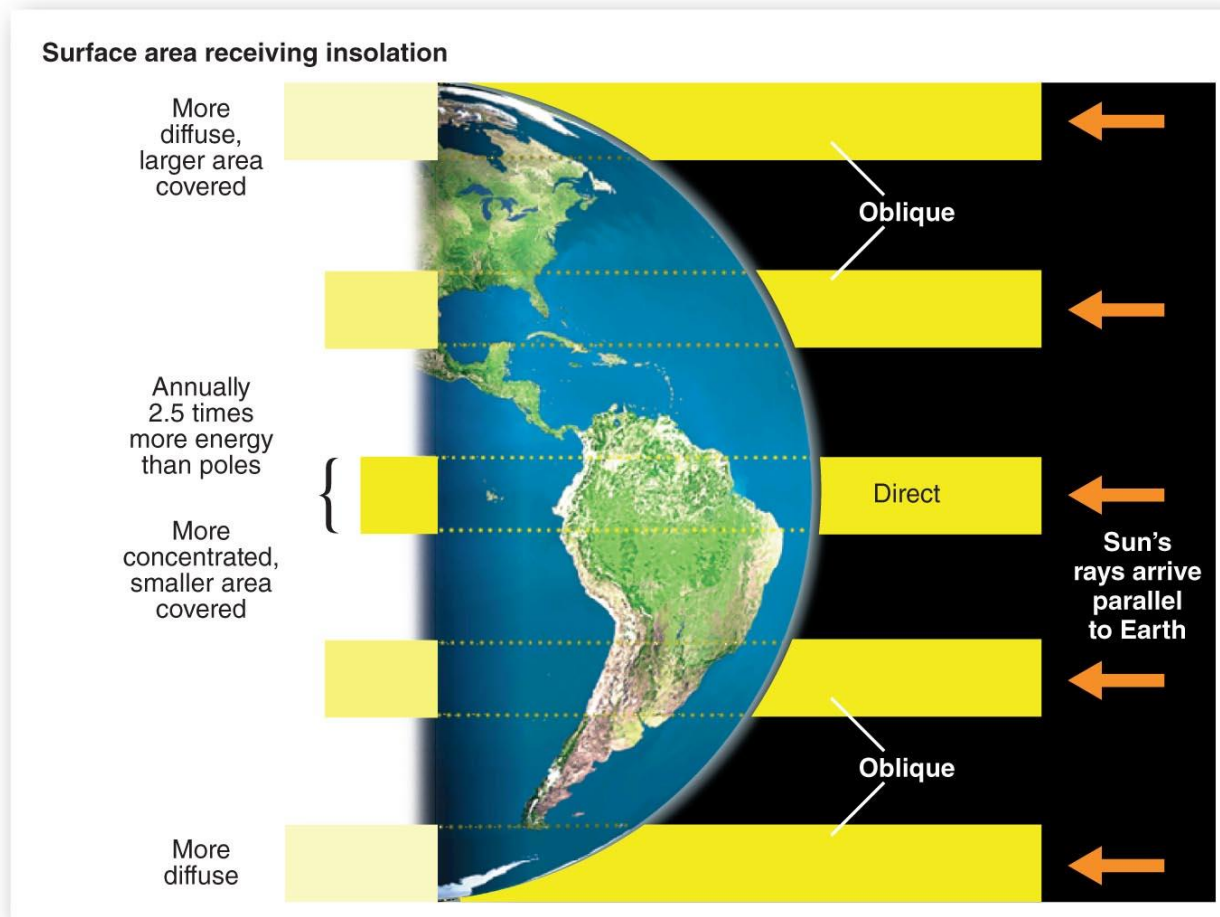 Surface area receiving insolation
More
diffuse,
larger area
covered
Oblique
Annually
2.5 times
more energy
than poles
{
Direct
More
concentrated,
smaller area
covered
Sun's
rays arrive
parallel
to Earth
Oblique
More
diffuse